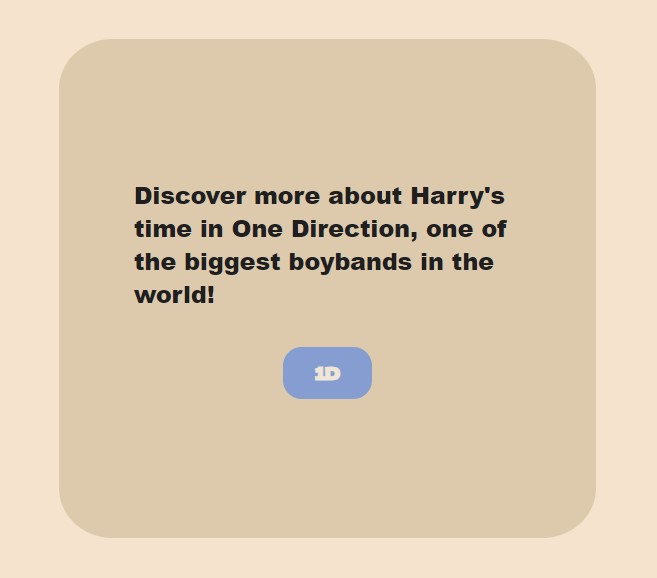 Discover more about Harry's
time in One Direction, one of
the biggest boybands in the
world!
1D